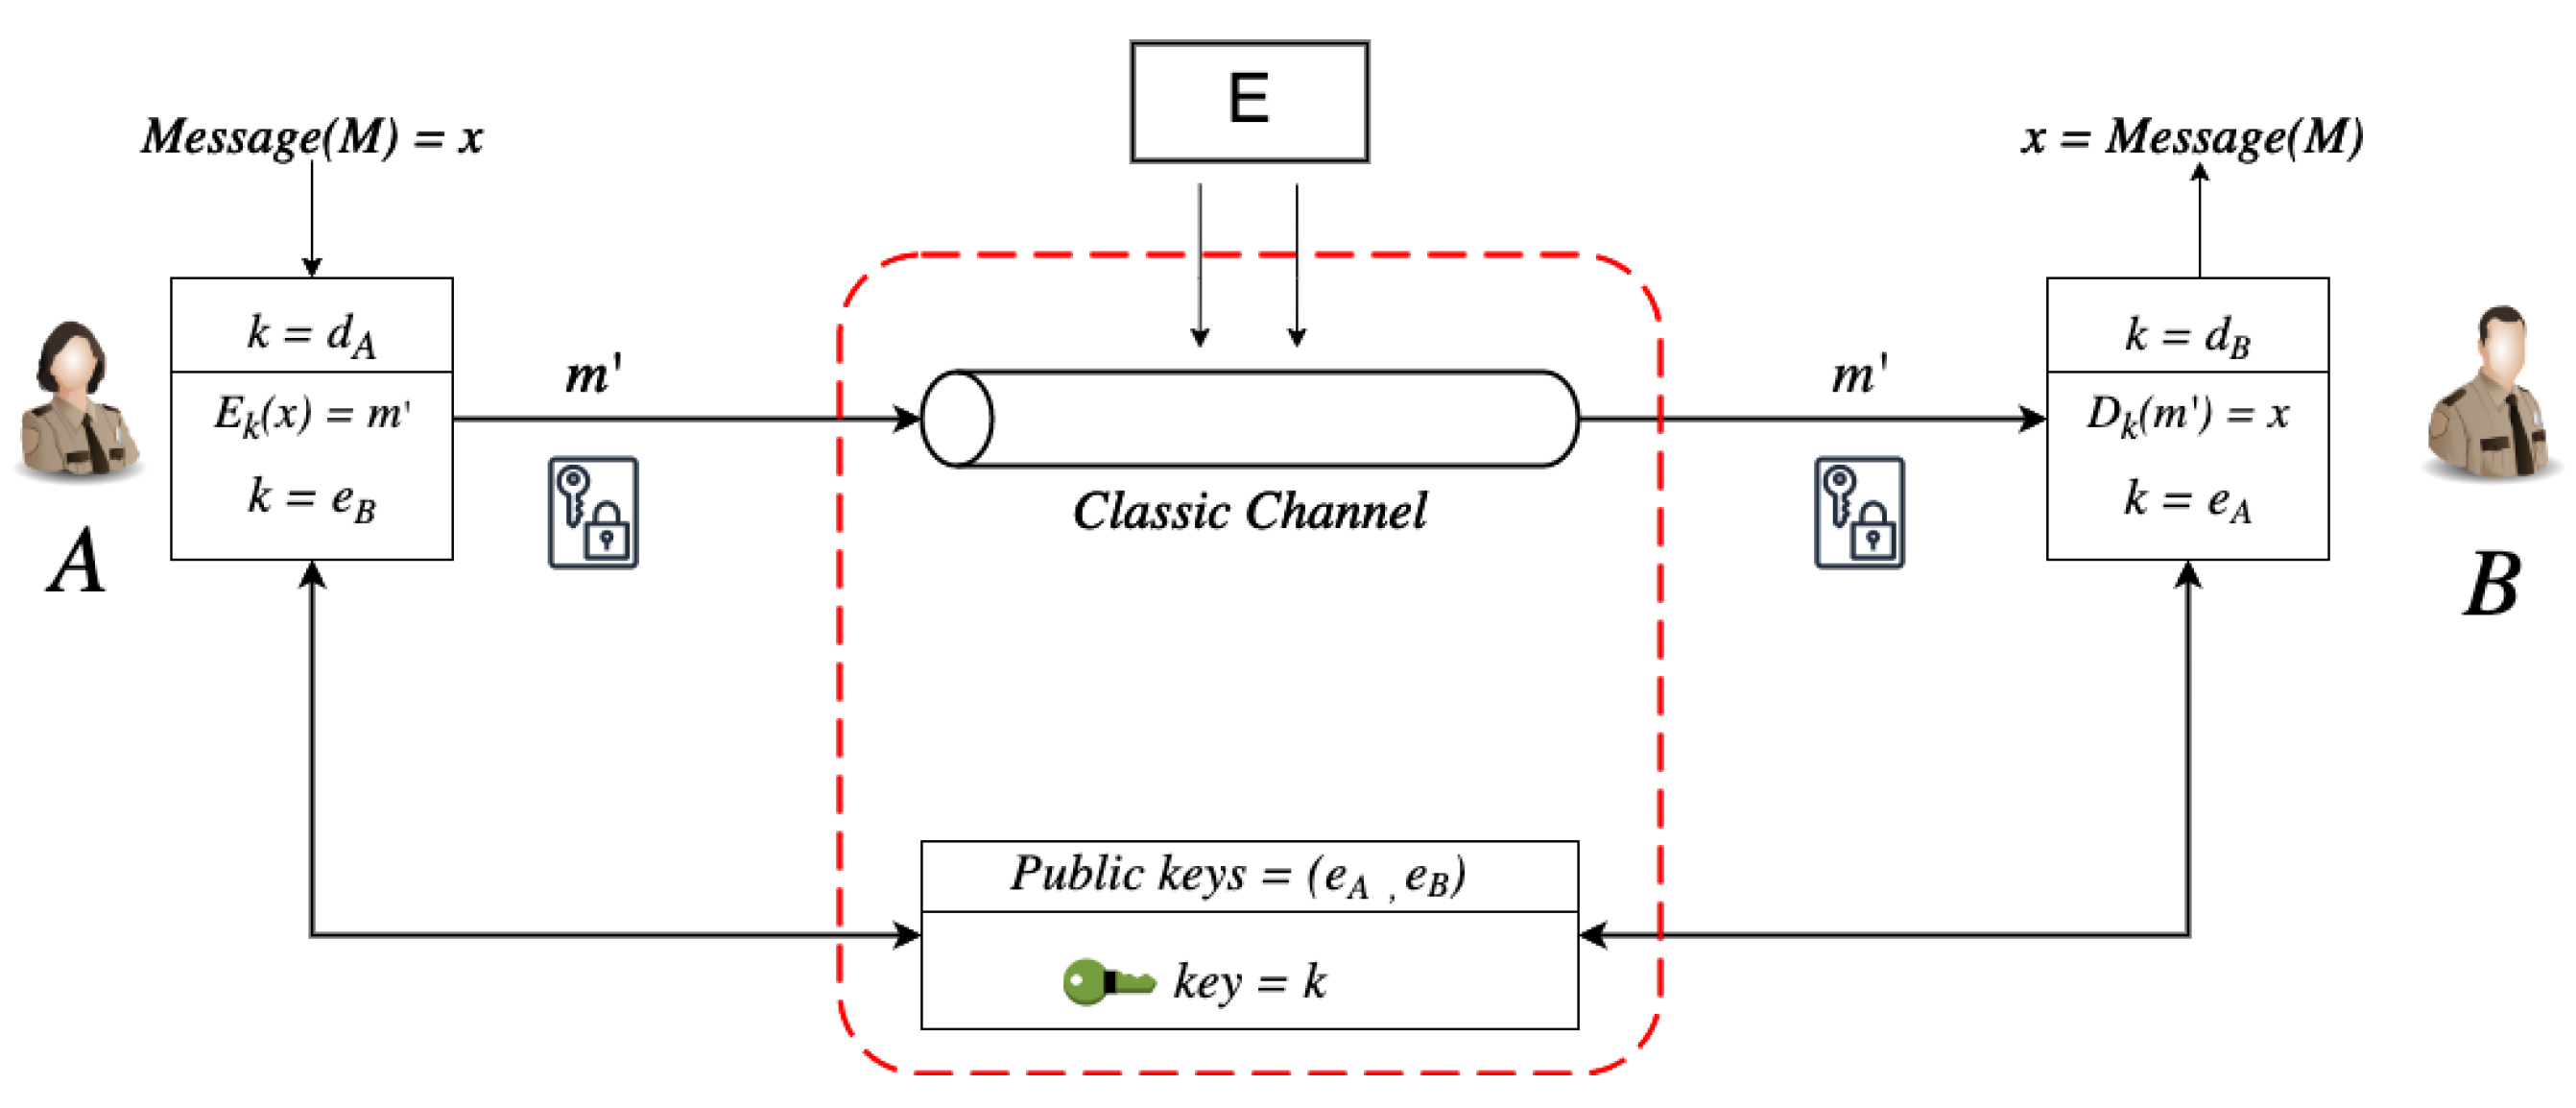 E
Message(M) = x
x = Message(M)
k = d_A
E_k(x) = m'
k = e_B
A
m'
Classic Channel
m'
k = d_B
D_k(m') = x
k = e_A
B
Public keys = (e_A , e_B)
key = k